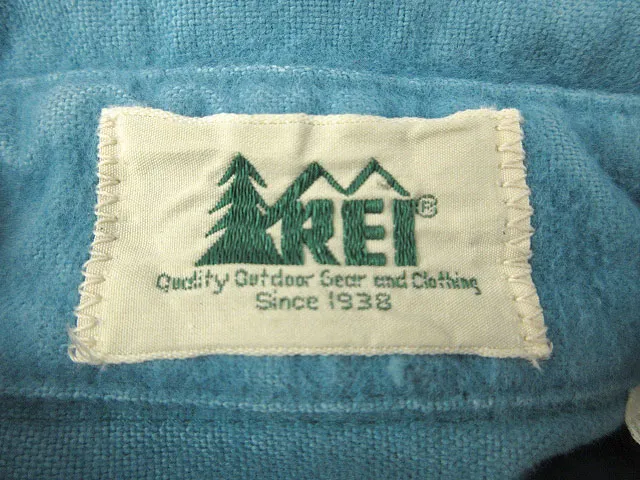 REI®
Quality Outdoor Gear and Clothing
Since 1938